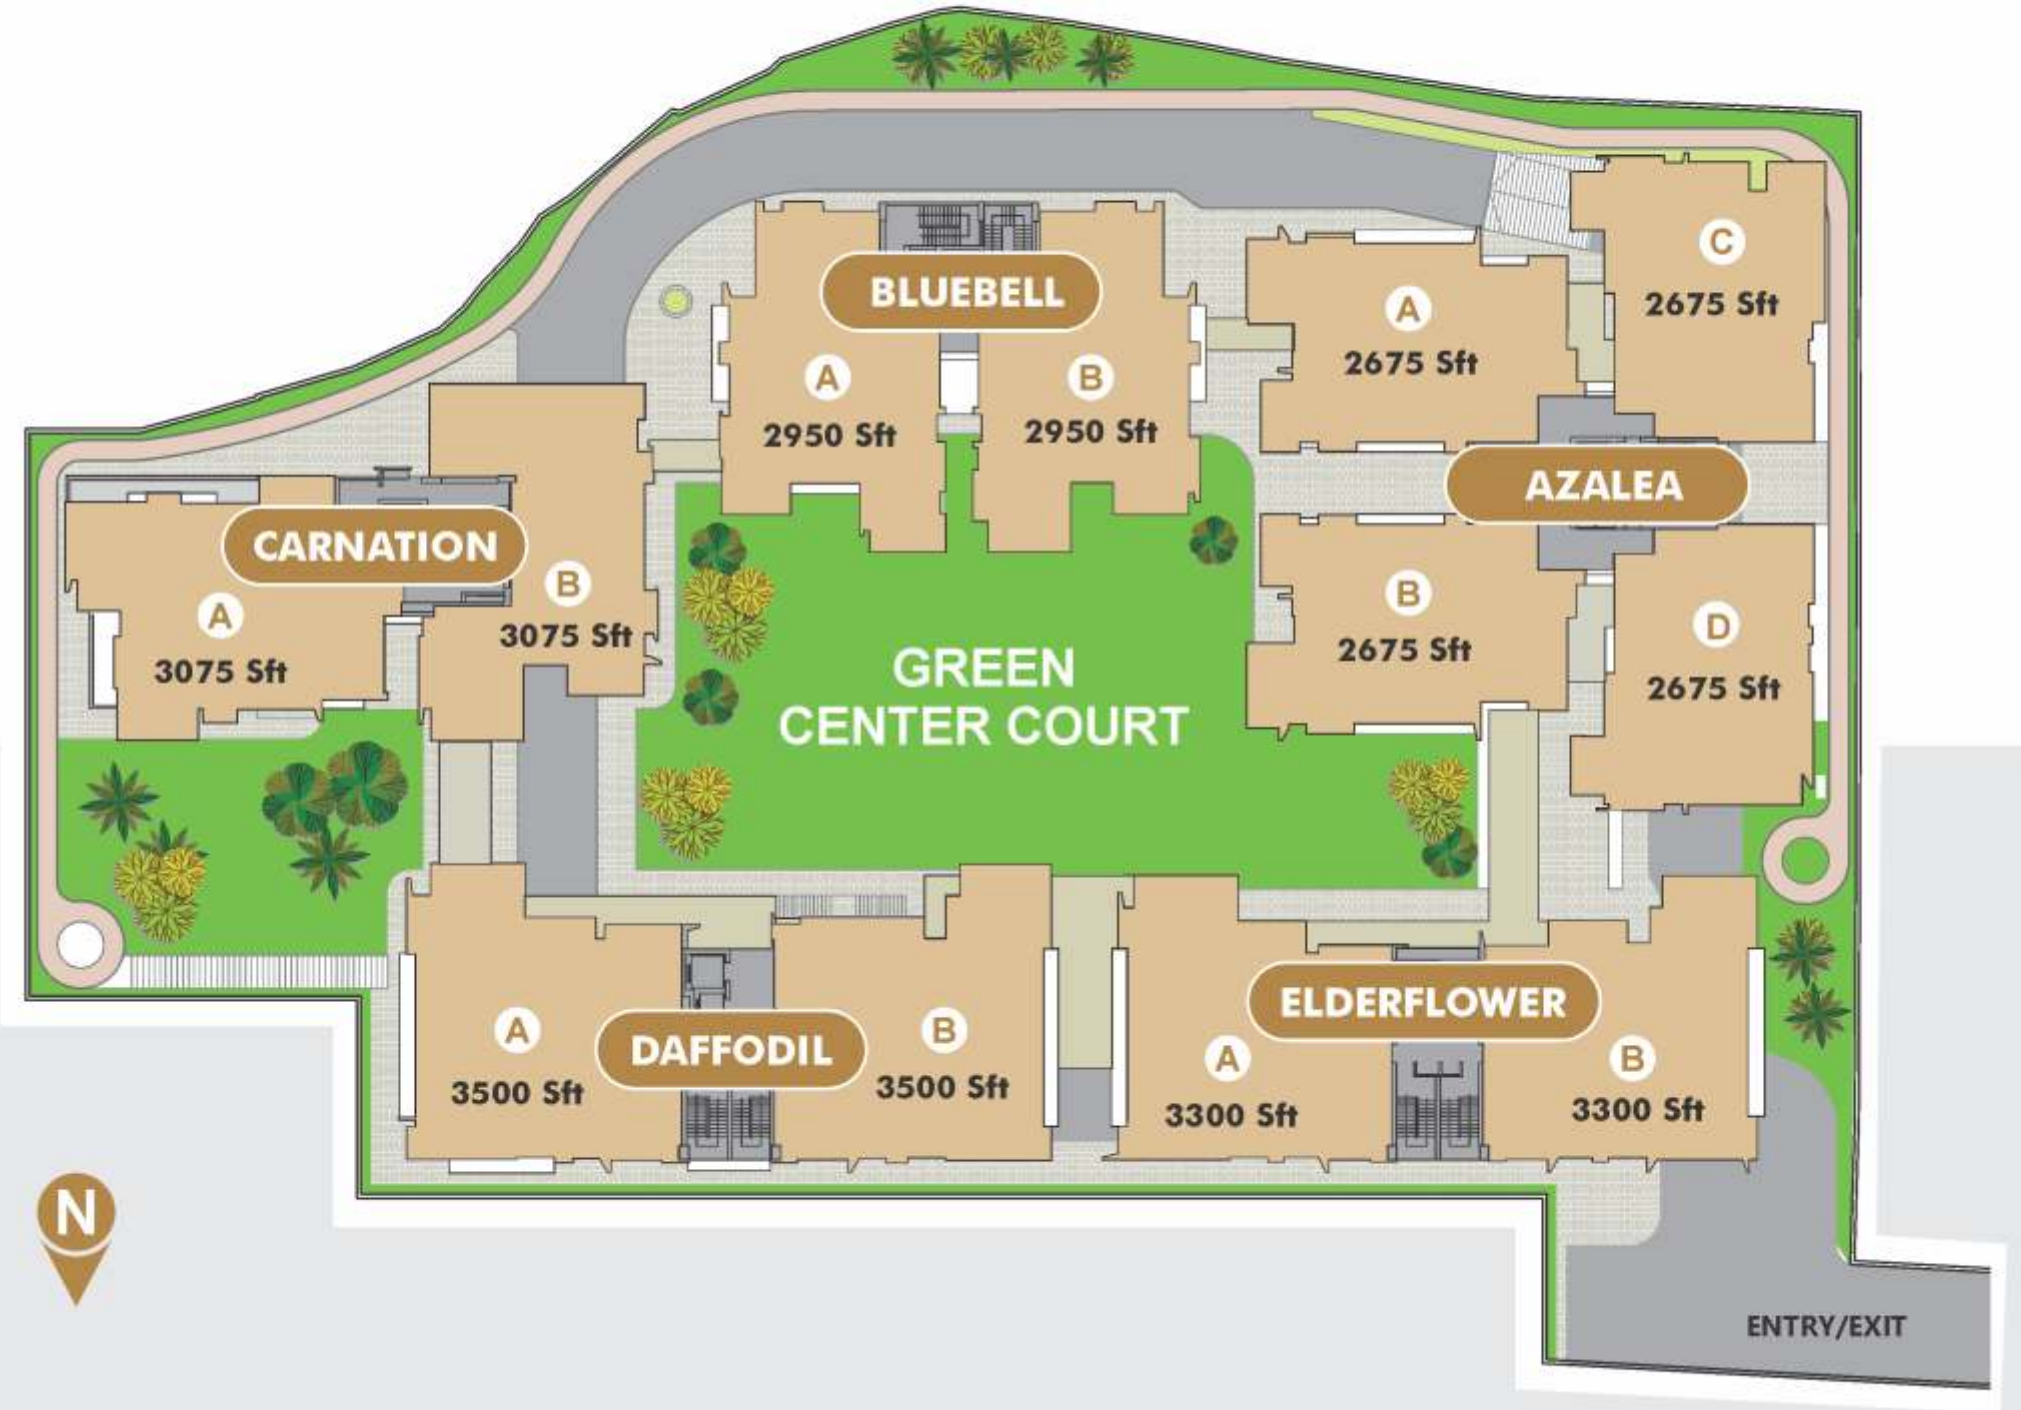 BLUEBELL
A
2950 Sft
B
2950 Sft
A
2675 Sft
C
2675 Sft
AZALEA
B
2675 Sft
D
2675 Sft
CARNATION
A
3075 Sft
B
3075 Sft
GREEN
CENTER COURT
DAFFODIL
A
3500 Sft
B
3500 Sft
ELDERFLOWER
A
3300 Sft
B
3300 Sft
N
ENTRY/EXIT